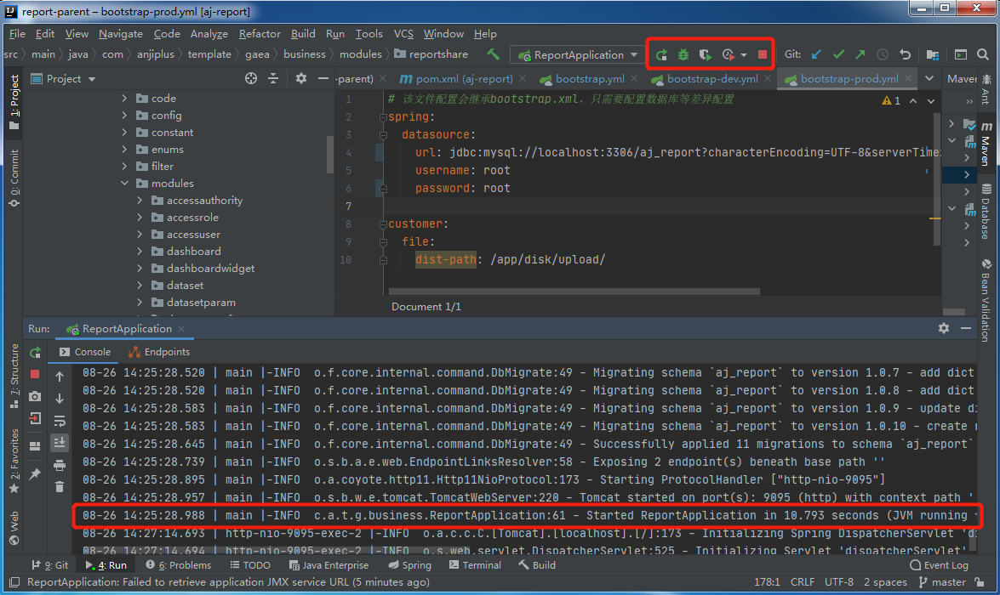 report-parent – bootstrap-prod.yml [aj-report]
File Edit View Navigate Code Analyze Refactor Build Run Tools VCS Window Help
src main java com anjiplus template gaea business modules reportshare ReportApplication Git:
Project -parent) pom.xml (aj-report) bootstrap.yml bootstrap-dev.yml bootstrap-prod.yml Maven
1: Project
0: Commit
7: Structure
2: Favorites
Web
code
config
constant
enums
filter
modules
accessauthority
accessrole
accessuser
dashboard
dashboardwidget
dataset
datasetparam
1 # 该文件配置会继承bootstrap.xml，只需要配置数据库等差异配置
2 spring:
3 datasource:
4 url: jdbc:mysql://localhost:3306/aj_report?characterEncoding=UTF-8&serverTime
5 username: root
6 password: root
7
8 customer:
9 file:
10 dist-path: /app/disk/upload/
1
Document 1/1
Ant
Maven
Database
Bean Validation
Run: ReportApplication
Console Endpoints
08-26 14:25:28.520 | main |-INFO o.f.core.internal.command.DbMigrate:49 - Migrating schema `aj_report` to version 1.0.7 - add dict
08-26 14:25:28.520 | main |-INFO o.f.core.internal.command.DbMigrate:49 - Migrating schema `aj_report` to version 1.0.8 - add dict
08-26 14:25:28.583 | main |-INFO o.f.core.internal.command.DbMigrate:49 - Migrating schema `aj_report` to version 1.0.9 - update di
08-26 14:25:28.583 | main |-INFO o.f.core.internal.command.DbMigrate:49 - Migrating schema `aj_report` to version 1.0.10 - create
08-26 14:25:28.645 | main |-INFO o.f.core.internal.command.DbMigrate:49 - Successfully applied 11 migrations to schema `aj_report`
08-26 14:25:28.739 | main |-INFO o.s.b.a.e.web.EndpointLinksResolver:58 - Exposing 2 endpoint(s) beneath base path ''
08-26 14:25:28.895 | main |-INFO o.a.coyote.http11.Http11NioProtocol:173 - Starting ProtocolHandler ["http-nio-9095"]
08-26 14:25:28.957 | main |-INFO o.s.b.w.e.tomcat.TomcatWebServer:220 - Tomcat started on port(s): 9095 (http) with context path '
08-26 14:25:28.988 | main |-INFO c.a.t.g.business.ReportApplication:61 - Started ReportApplication in 10.793 seconds (JVM running
08-26 14:27:14.693 | http-nio-9095-exec-2 |-INFO o.a.c.c.C.[Tomcat].[localhost].[/]:173 - Initializing Spring DispatcherServlet 'di
08-26 14:27:14.694 | http-nio-9095-exec-2 |-INFO o.s.web.servlet.DispatcherServlet:525 - Initializing Servlet 'dispatcherServlet'
9: Git 4: Run 6: Problems TODO Java Enterprise Spring Terminal Build Event Log
ReportApplication: Failed to retrieve application JMX service URL (5 minutes ago) 178:1 CRLF UTF-8 2 spaces master